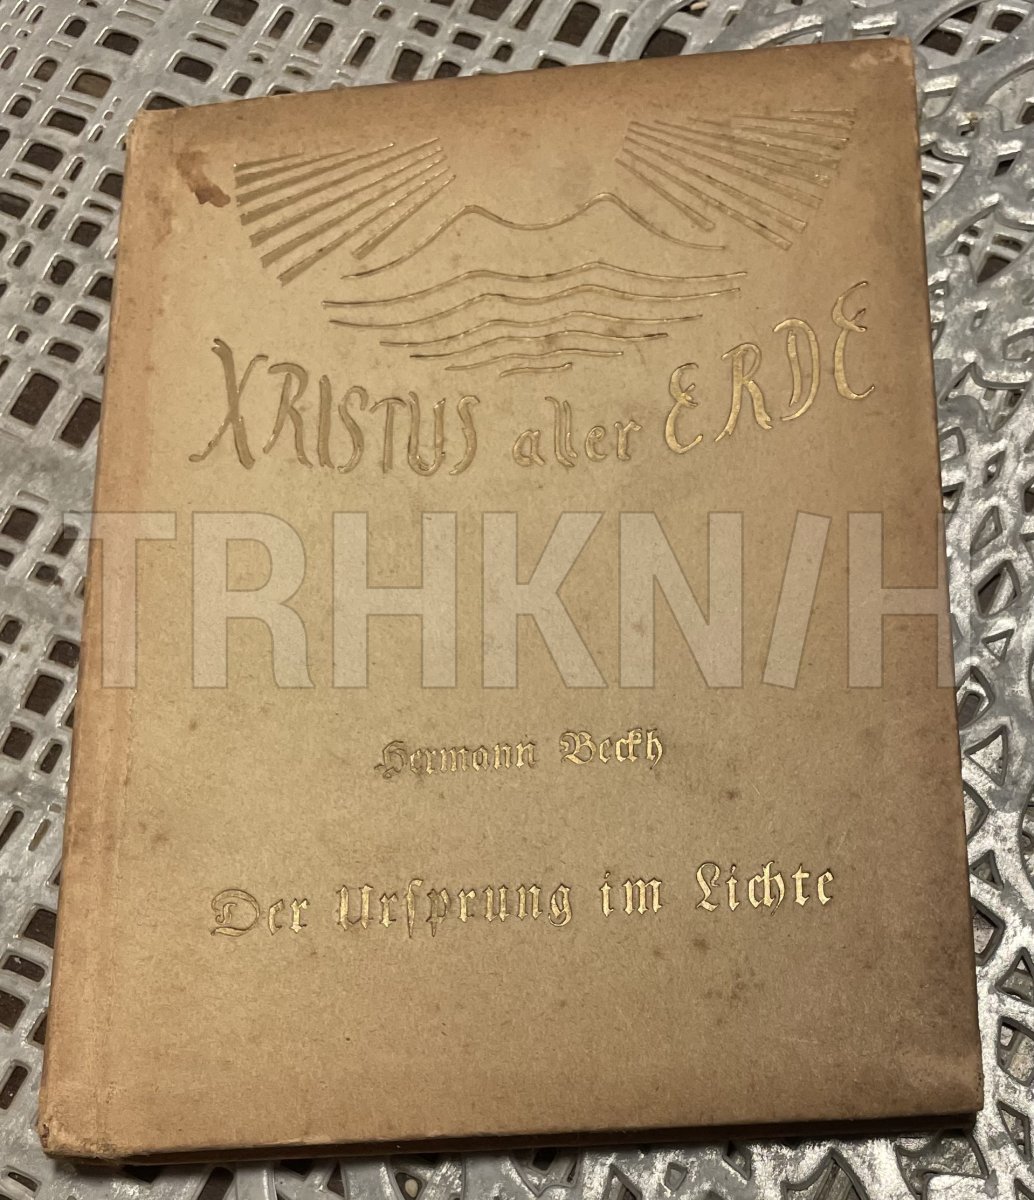 XRISTUS aller ERDE
TRHKN/H
Hermann Beckh
Der Urſprung im Lichte